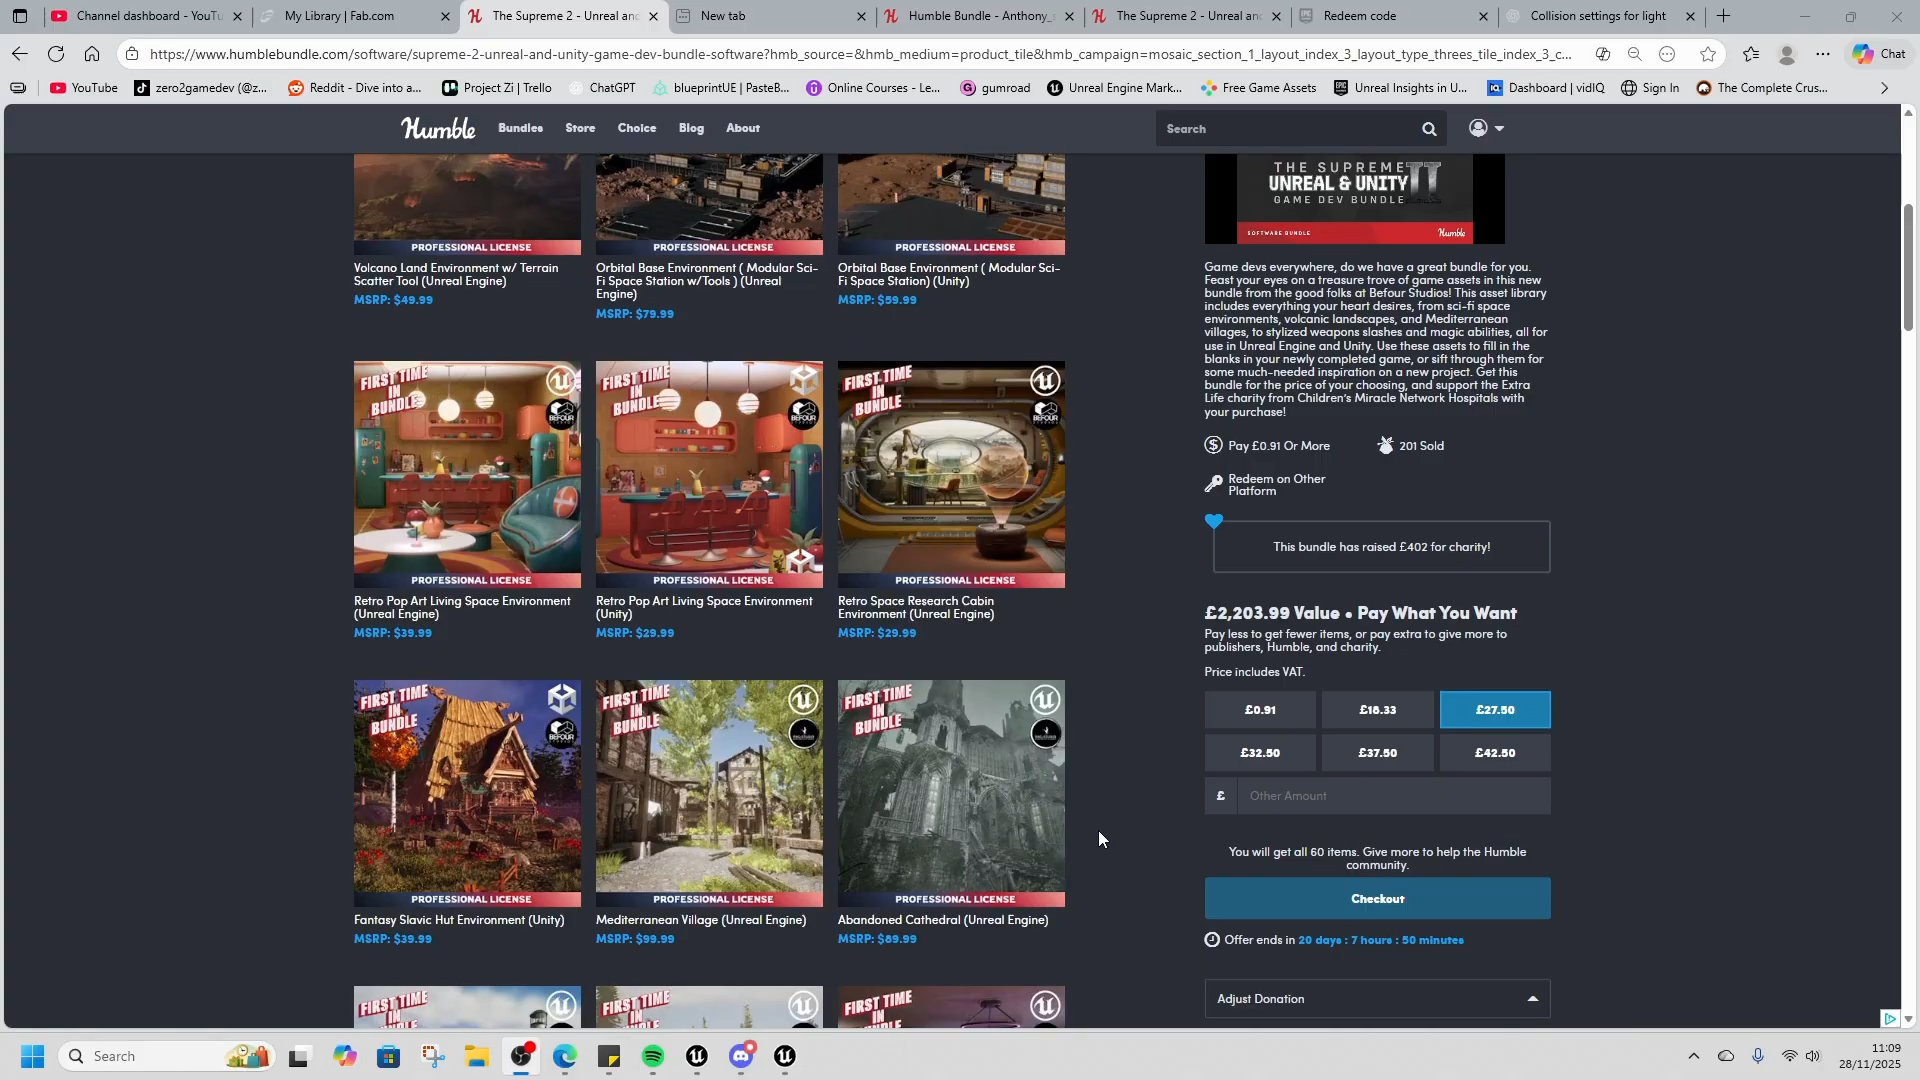 Channel dashboard - YouTu
My Library | Fab.com
The Supreme 2 - Unreal and
New tab
Humble Bundle - Anthony_s
The Supreme 2 - Unreal and
Redeem code
Collision settings for light
https://www.humblebundle.com/software/supreme-2-unreal-and-unity-game-dev-bundle-software?hmb_source=&hmb_medium=product_tile&hmb_campaign=mosaic_section_1_layout_index_3_layout_type_threes_tile_index_3_c...
Chat
YouTube
zero2gamedev (@z...
Reddit - Dive into a...
Project Zi | Trello
ChatGPT
blueprintUE | PasteB...
Online Courses - Le...
gumroad
Unreal Engine Mark...
Free Game Assets
Unreal Insights in U...
Dashboard | vidIQ
Sign In
The Complete Crus...
Humble
Bundles
Store
Choice
Blog
About
Search
PROFESSIONAL LICENSE
PROFESSIONAL LICENSE
PROFESSIONAL LICENSE
Volcano Land Environment w/ Terrain
Scatter Tool (Unreal Engine)
MSRP: $49.99
Orbital Base Environment ( Modular Sci-
Fi Space Station w/Tools ) (Unreal
Engine)
MSRP: $79.99
Orbital Base Environment ( Modular Sci-
Fi Space Station) (Unity)
MSRP: $59.99
FIRST TIME
IN
BUNDLE
BEFOUR
PROFESSIONAL LICENSE
FIRST TIME
IN
BUNDLE
BEFOUR
PROFESSIONAL LICENSE
FIRST TIME
IN
BUNDLE
BEFOUR
PROFESSIONAL LICENSE
Retro Pop Art Living Space Environment
(Unreal Engine)
MSRP: $39.99
Retro Pop Art Living Space Environment
(Unity)
MSRP: $29.99
Retro Space Research Cabin
Environment (Unreal Engine)
MSRP: $29.99
FIRST TIME
IN
BUNDLE
BEFOUR
PROFESSIONAL LICENSE
FIRST TIME
IN
BUNDLE
PROFESSIONAL LICENSE
FIRST TIME
IN
BUNDLE
PROFESSIONAL LICENSE
Fantasy Slavic Hut Environment (Unity)
MSRP: $39.99
Mediterranean Village (Unreal Engine)
MSRP: $99.99
Abandoned Cathedral (Unreal Engine)
MSRP: $89.99
FIRST TIME
IN
FIRST TIME
IN
FIRST TIME
IN
THE SUPREME
UNREAL & UNITY II
GAME DEV BUNDLE
SOFTWARE BUNDLE
Humble
Game devs everywhere, do we have a great bundle for you.
Feast your eyes on a treasure trove of game assets in this new
bundle from the good folks at Befour Studios! This asset library
includes everything your heart desires, from sci-fi space
environments, volcanic landscapes, and Mediterranean
villages, to stylized weapons slashes and magic abilities, all for
use in Unreal Engine and Unity. Use these assets to fill in the
blanks in your newly completed game, or sift through them for
some much-needed inspiration on a new project. Get this
bundle for the price of your choosing, and support the Extra
Life charity from Children's Miracle Network Hospitals with
your purchase!
Pay £0.91 Or More
201 Sold
Redeem on Other
Platform
This bundle has raised £402 for charity!
£2,203.99 Value • Pay What You Want
Pay less to get fewer items, or pay extra to give more to
publishers, Humble, and charity.
Price includes VAT.
£0.91
£18.33
£27.50
£32.50
£37.50
£42.50
£
Other Amount
You will get all 60 items. Give more to help the Humble
community.
Checkout
Offer ends in 20 days : 7 hours : 50 minutes
Adjust Donation
Search
11:09
28/11/2025